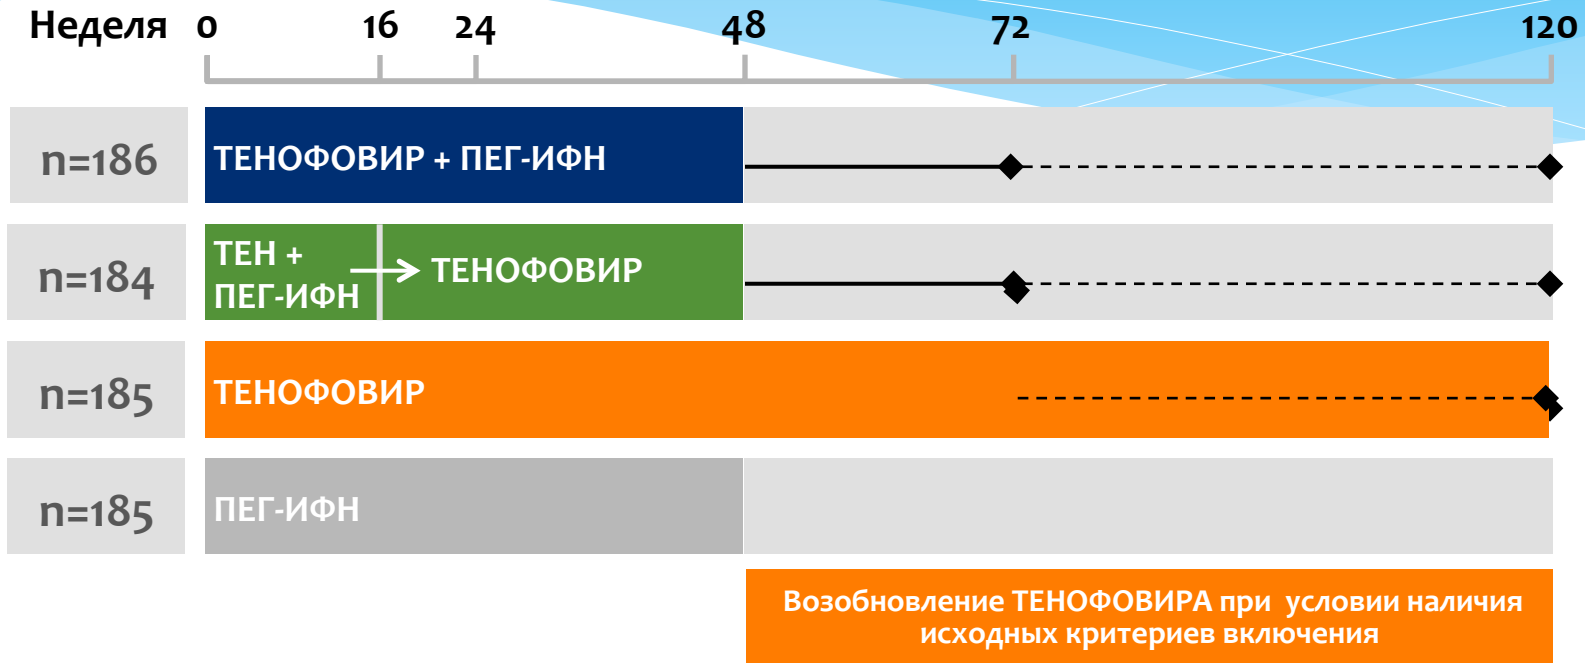 Неделя 0 16 24 48 72 120
n=186 ТЕНОФОВИР + ПЕГ-ИФН
n=184 ТЕН +
ПЕГ-ИФН ТЕНОФОВИР
n=185 ТЕНОФОВИР
n=185 ПЕГ-ИФН
Возобновление ТЕНОФОВИРА при условии наличия
исходных критериев включения